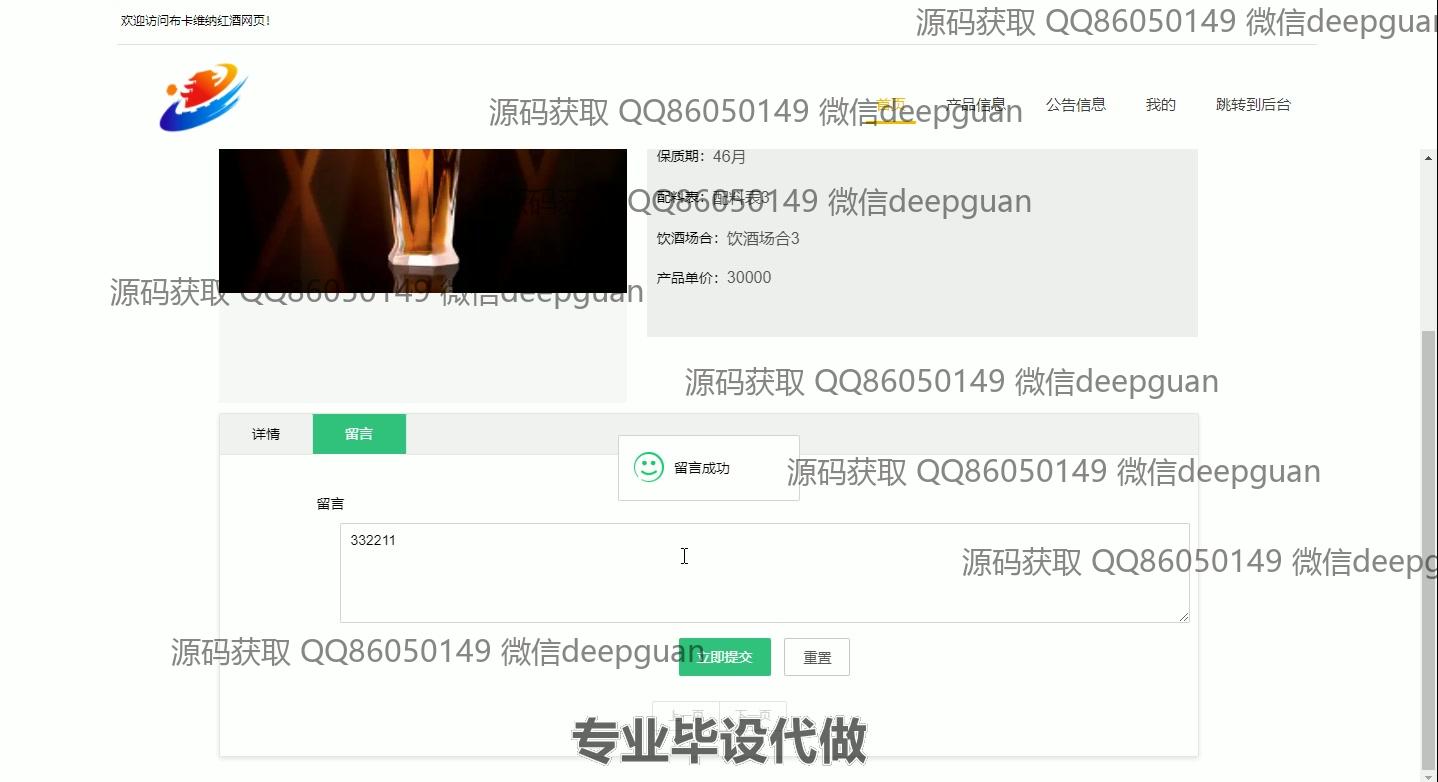 欢迎访问布卡维纳红酒网页！
源码获取 QQ86050149 微信deepguan
首页 产品信息 公告信息 我的 跳转到后台
源码获取 QQ86050149 微信deepguan
保质期： 46月
配料表： 配料表3
源码获取 QQ86050149 微信deepguan
饮酒场合： 饮酒场合3
产品单价： 30000
源码获取 QQ86050149 微信deepguan
源码获取 QQ86050149 微信deepguan
详情 留言
留言成功
源码获取 QQ86050149 微信deepguan
留言
332211
源码获取 QQ86050149 微信deepg
源码获取 QQ86050149 微信deepguan
立即提交 重置
上一页 下一页
专业毕设代做